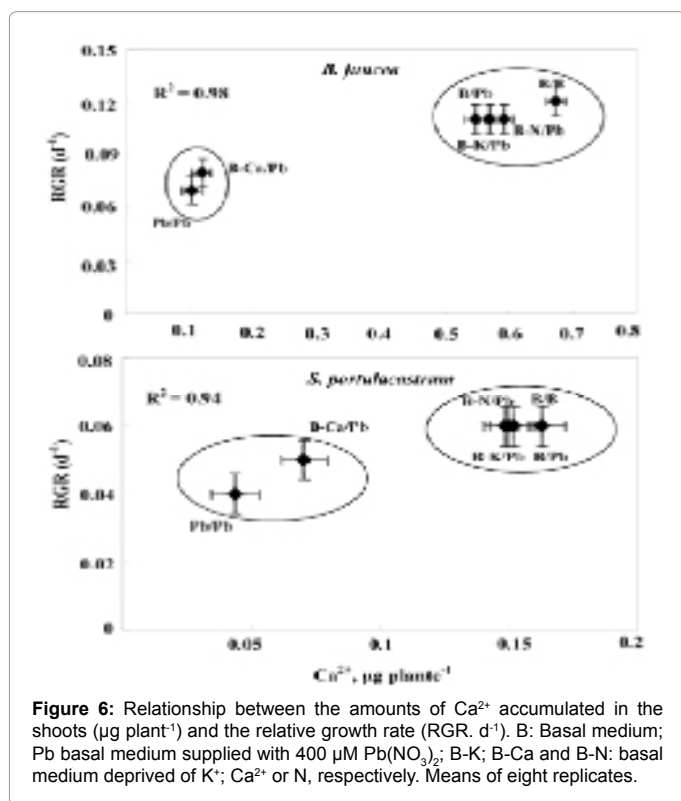 0.15
B. juncea
R² = 0.98
B/Pb
B/B
0.12
B-N/Pb
B-K/Pb
RGR (d⁻¹)
0.09
B-Ca/Pb
0.06
Pb/Pb
0.03
0
0.1 0.2 0.3 0.4 0.5 0.6 0.7 0.8
0.08
S. portulacastrum
R² = 0.94
B-N/Pb
B/B
B-Ca/Pb
0.06
RGR (d⁻¹)
B-K/Pb
B/Pb
0.04
Pb/Pb
0.02
0
0.05 0.1 0.15 0.2
Ca²⁺, µg plante⁻¹
Figure 6: Relationship between the amounts of Ca²⁺ accumulated in the
shoots (µg plant⁻¹) and the relative growth rate (RGR. d⁻¹). B: Basal medium;
Pb basal medium supplied with 400 µM Pb(NO₃)₂; B-K; B-Ca and B-N: basal
medium deprived of K⁺; Ca²⁺ or N, respectively. Means of eight replicates.